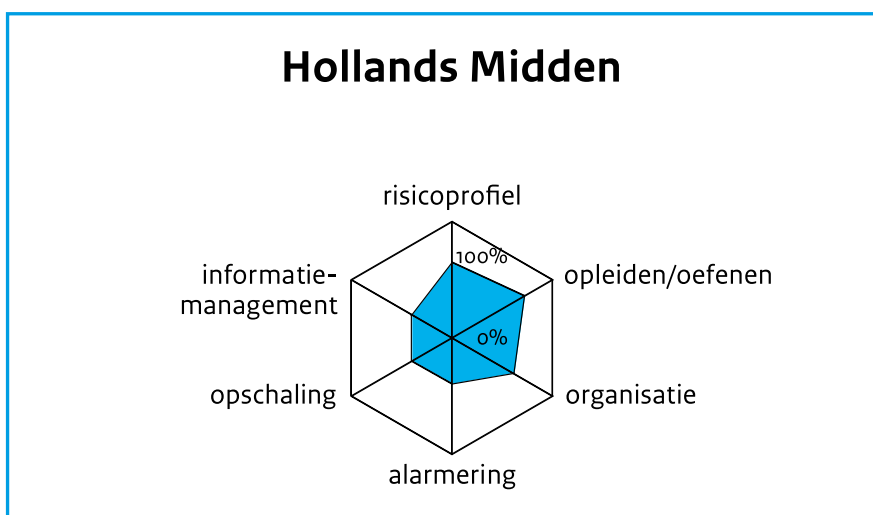 Hollands Midden
risicoprofiel
100%
informatie-
management
opleiden/oefenen
0%
opschaling
organisatie
alarmering